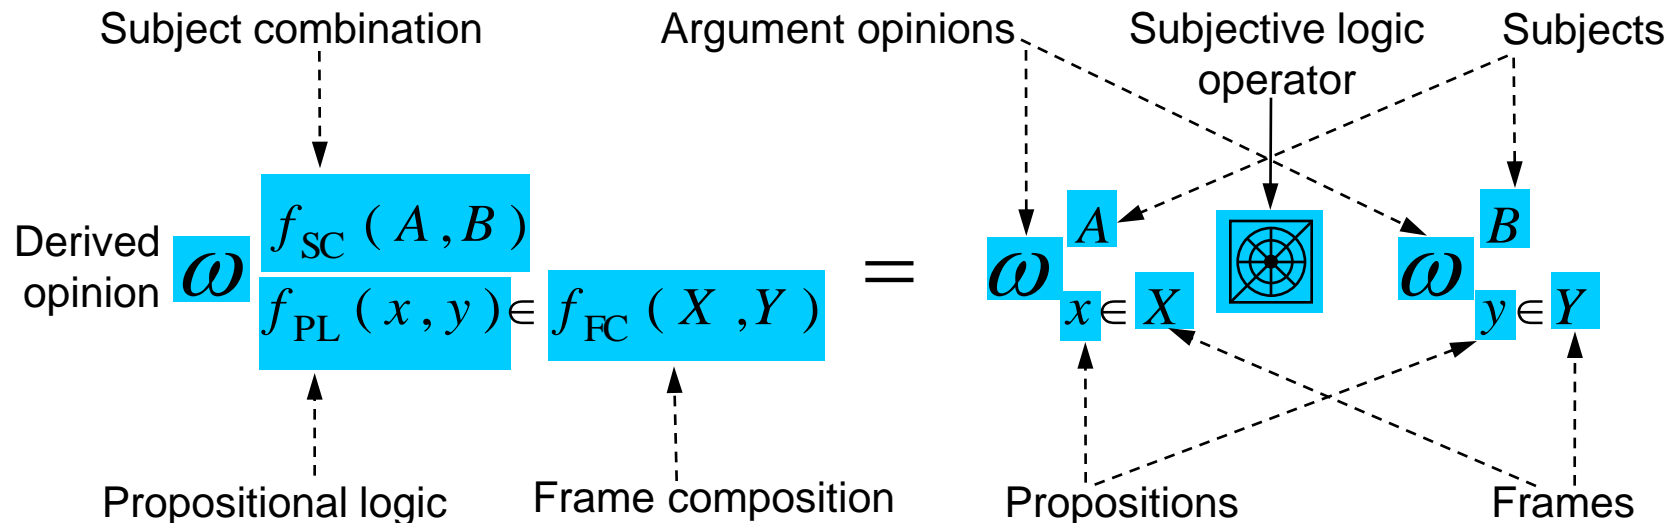 Subject combination
Argument opinions
Subjective logic
operator
Subjects
Derived
opinion
ω f_SC (A, B) f_PL (x, y) ∈ f_FC (X, Y) = ω A x ∈ X ω B y ∈ Y
Propositional logic
Frame composition
Propositions
Frames